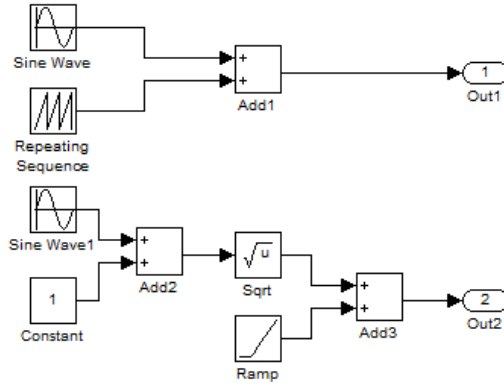 Sine Wave
+
+
Add1
1
Out1
Repeating
Sequence
Sine Wave1
+
+
Add2
1
Constant
u
Sqrt
+
+
Add3
2
Out2
Ramp